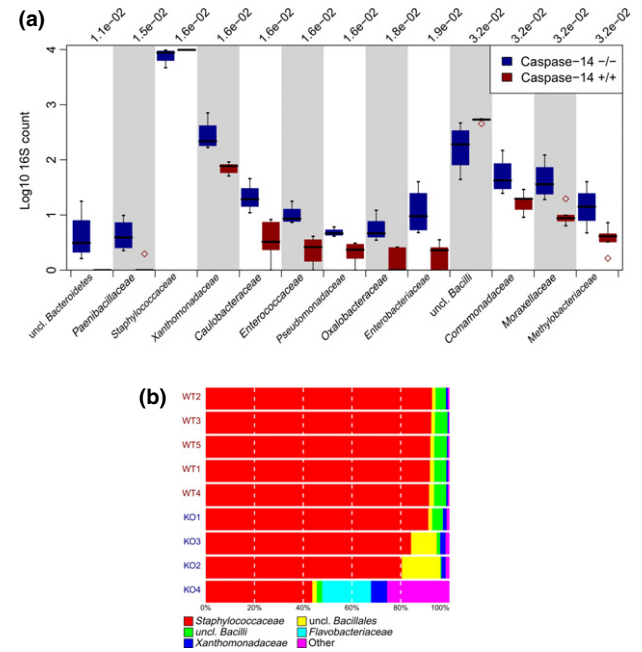 (a)
1.1e−02 1.5e−02 1.6e−02 1.6e−02 1.6e−02 1.6e−02 1.6e−02 1.8e−02 1.9e−02 3.2e−02 3.2e−02 3.2e−02 3.2e−02
Caspase−14 −/−
Caspase−14 +/+
Log10 16S count
4
3
2
1
0
uncl. Bacteroidetes
Paenibacillaceae
Staphylococcaceae
Xanthomonadaceae
Caulobacteraceae
Enterococcaceae
Pseudomonadaceae
Oxalobacteraceae
Enterobacteriaceae
uncl. Bacilli
Comamonadaceae
Moraxellaceae
Methylobacteriaceae
(b)
WT2
WT3
WT5
WT1
WT4
KO1
KO3
KO2
KO4
0% 20% 40% 60% 80% 100%
Staphylococcaceae uncl. Bacillales
uncl. Bacilli Flavobacteriaceae
Xanthomonadaceae Other